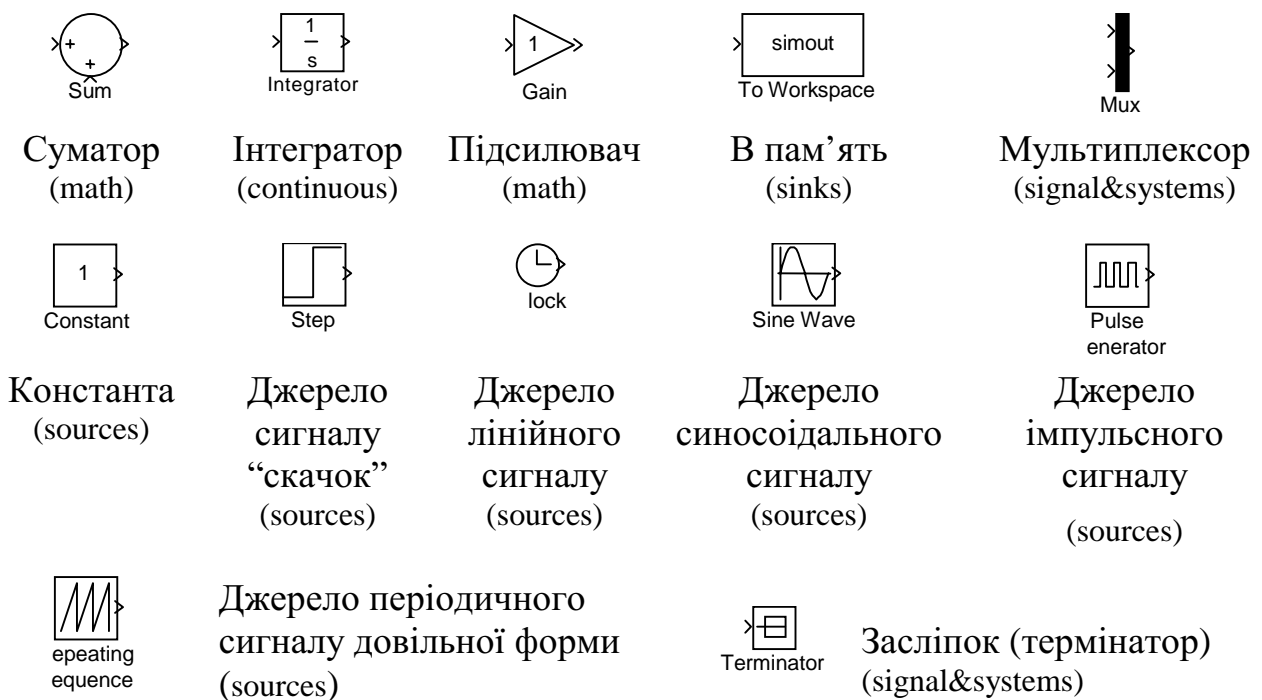 +
+
Sum
1
s
Integrator
1
Gain
simout
To Workspace
Mux
Суматор
(math)
Інтегратор
(continuous)
Підсилювач
(math)
В пам’ять
(sinks)
Мультиплексор
(signal&systems)
1
Constant
Step
lock
Sine Wave
Pulse
enerator
Константа
(sources)
Джерело
сигналу
“скачок”
(sources)
Джерело
лінійного
сигналу
(sources)
Джерело
синосоідального
сигналу
(sources)
Джерело
імпульсного
сигналу
(sources)
epeating
equence
Джерело періодичного
сигналу довільної форми
(sources)
Terminator
Засліпок (термінатор)
(signal&systems)